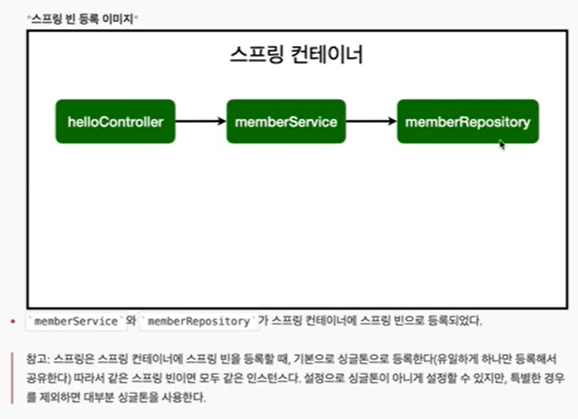 "스프링 빈 등록 이미지"
스프링 컨테이너
helloController
memberService
memberRepository
`memberService`와 `memberRepository`가 스프링 컨테이너에 스프링 빈으로 등록되었다.
참고: 스프링은 스프링 컨테이너에 스프링 빈을 등록할 때, 기본으로 싱글톤으로 등록한다(유일하게 하나만 등록해서
공유한다) 따라서 같은 스프링 빈이면 모두 같은 인스턴스다. 설정으로 싱글톤이 아니게 설정할 수 있지만, 특별한 경우
를 제외하면 대부분 싱글톤을 사용한다.